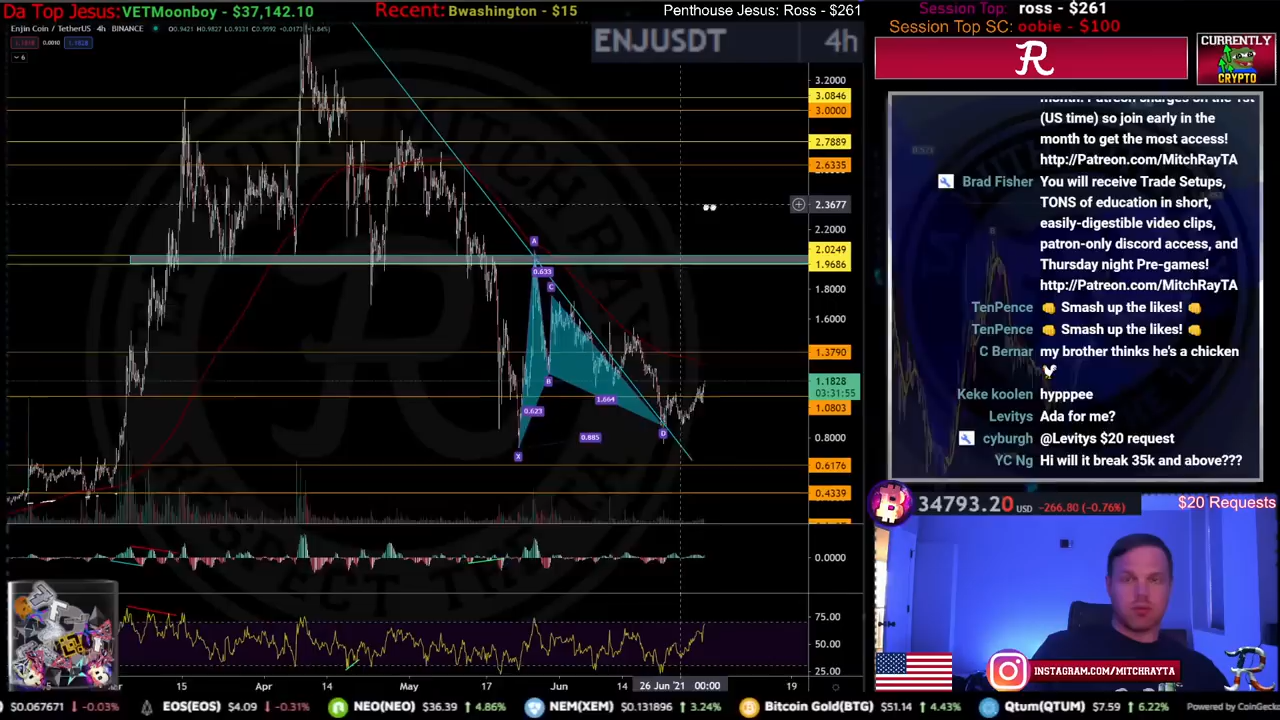 Da Top Jesus:VETMoonboy - $37,142.10
Recent: Bwashington - $15
Penthouse Jesus: Ross - $261
Session Top: ross - $261
Session Top SC: oobie - $100
CURRENTLY
CRYPTO
Enjin Coin / TetherUS 4h BINANCE
ENJUSDT 4h
3.2000
3.0846
3.0000
2.7889
2.6335
2.3677
2.2000
2.0249
1.9686
1.8000
1.6000
1.3790
1.1828
03:31:55
1.0803
0.8000
0.6176
0.4339
0.0000
75.00
50.00
25.00
A
0.633
C
B
0.623
1.664
0.885
D
X
15
Apr
14
May
17
Jun
14
26 Jun '21 00:00
19
month! Patreon charges on the 1st
(US time) so join early in the
month to get the most access!
http://Patreon.com/MitchRayTA
Brad Fisher You will receive Trade Setups,
TONS of education in short,
easily-digestible video clips,
patron-only discord access, and
Thursday night Pre-games!
http://Patreon.com/MitchRayTA
TenPence 👊 Smash up the likes! 👊
TenPence 👊 Smash up the likes! 👊
C Bernar my brother thinks he's a chicken
🐓
Keke koolen hypppee
Levitys Ada for me?
cyburgh @Levitys $20 request
YC Ng Hi will it break 35k and above???
34793.20 USD -266.80 (-0.76%)
$20 Requests
INSTAGRAM.COM/MITCHRAYTA
$0.067671 -0.03% EOS(EOS) $4.09 -0.31% NEO(NEO) $36.39 4.86% NEM(XEM) $0.131896 3.24% Bitcoin Gold(BTG) $51.14 4.43% Qtum(QTUM) $7.59 6.22% Powered by CoinGecko